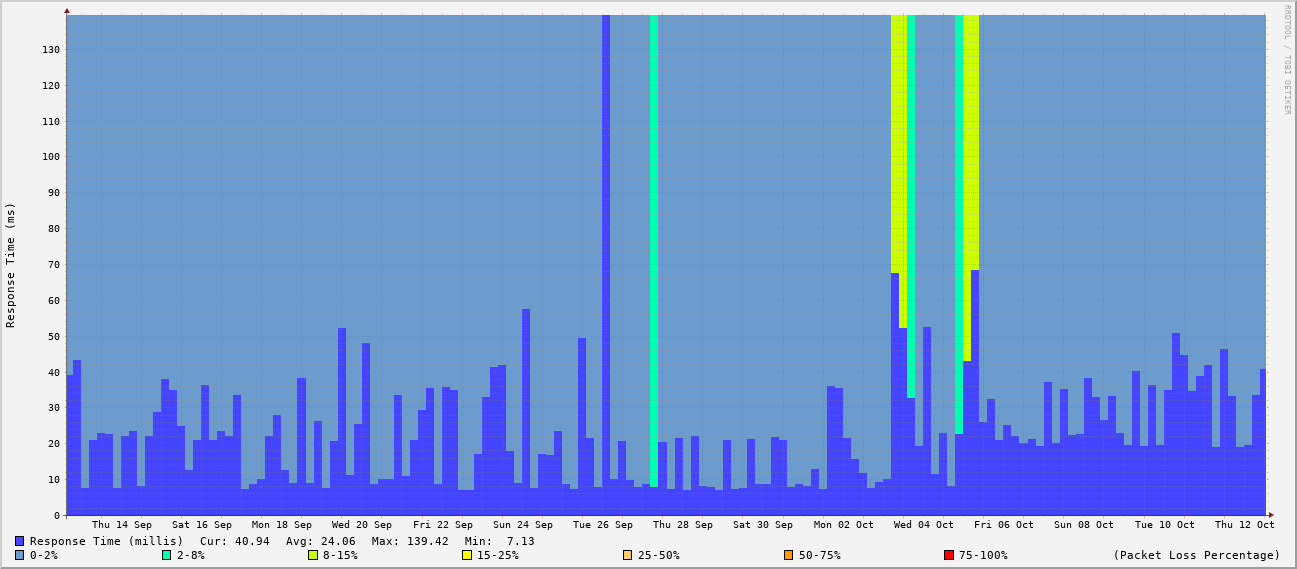 RRDTOOL / TOBI OETIKER
Response Time (ms)
130
120
110
100
90
80
70
60
50
40
30
20
10
0
Thu 14 Sep Sat 16 Sep Mon 18 Sep Wed 20 Sep Fri 22 Sep Sun 24 Sep Tue 26 Sep Thu 28 Sep Sat 30 Sep Mon 02 Oct Wed 04 Oct Fri 06 Oct Sun 08 Oct Tue 10 Oct Thu 12 Oct
Response Time (millis) Cur: 40.94 Avg: 24.06 Max: 139.42 Min: 7.13
0-2% 2-8% 8-15% 15-25% 25-50% 50-75% 75-100% (Packet Loss Percentage)